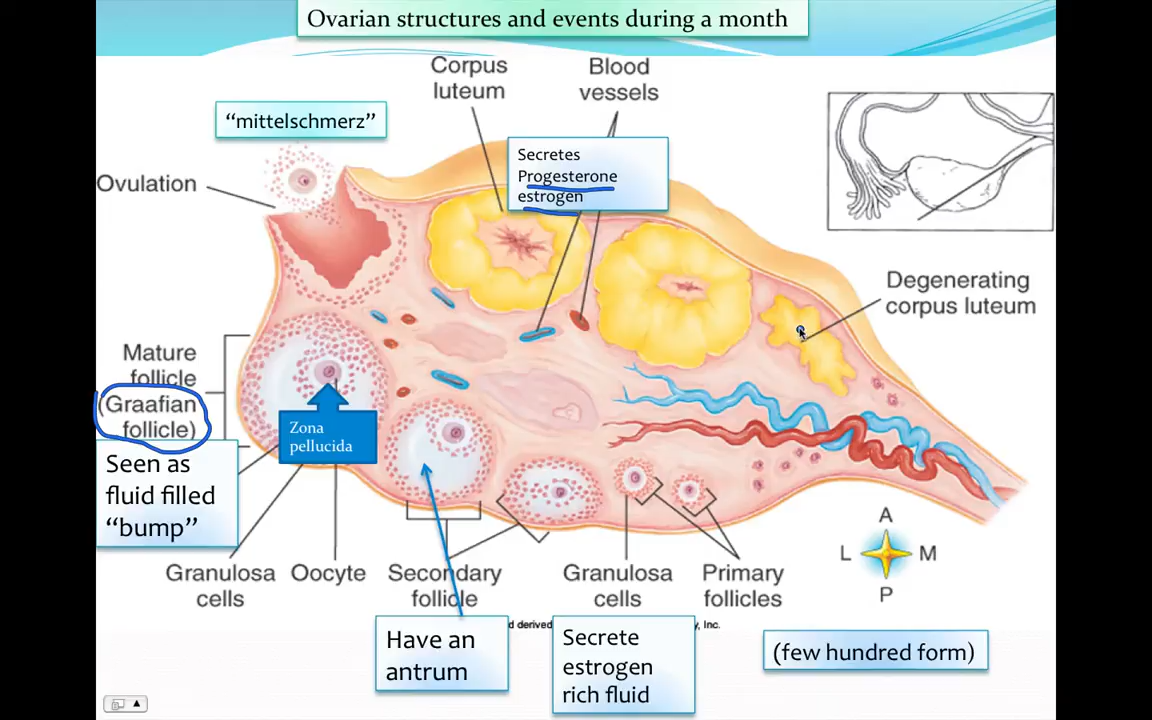 Ovarian structures and events during a month
Corpus
luteum
Blood
vessels
"mittelschmerz"
Secretes
Progesterone
estrogen
Ovulation
Degenerating
corpus luteum
Mature
follicle
(Graafian
follicle)
Zona
pellucida
Seen as
fluid filled
"bump"
A
L
M
P
Granulosa
cells
Oocyte
Secondary
follicle
Granulosa
cells
Primary
follicles
d derived
y, Inc.
Have an
antrum
Secrete
estrogen
rich fluid
(few hundred form)